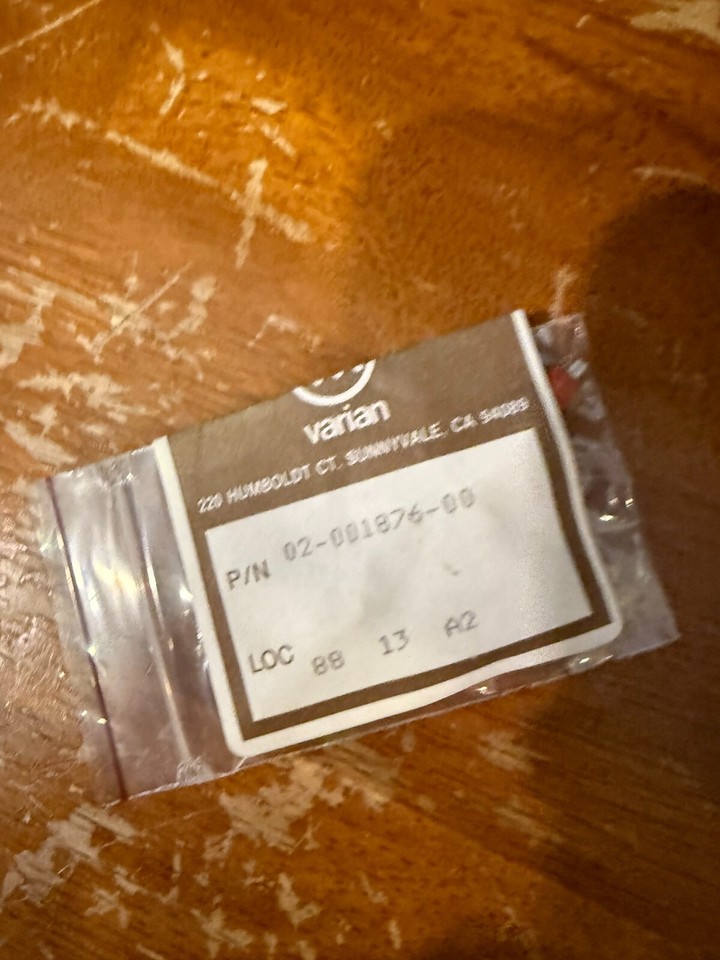 varian
220 HUMBOLDT CT. SUNNYVALE, CA 94089
P/N 02-001876-00
LOC 88 13 A2